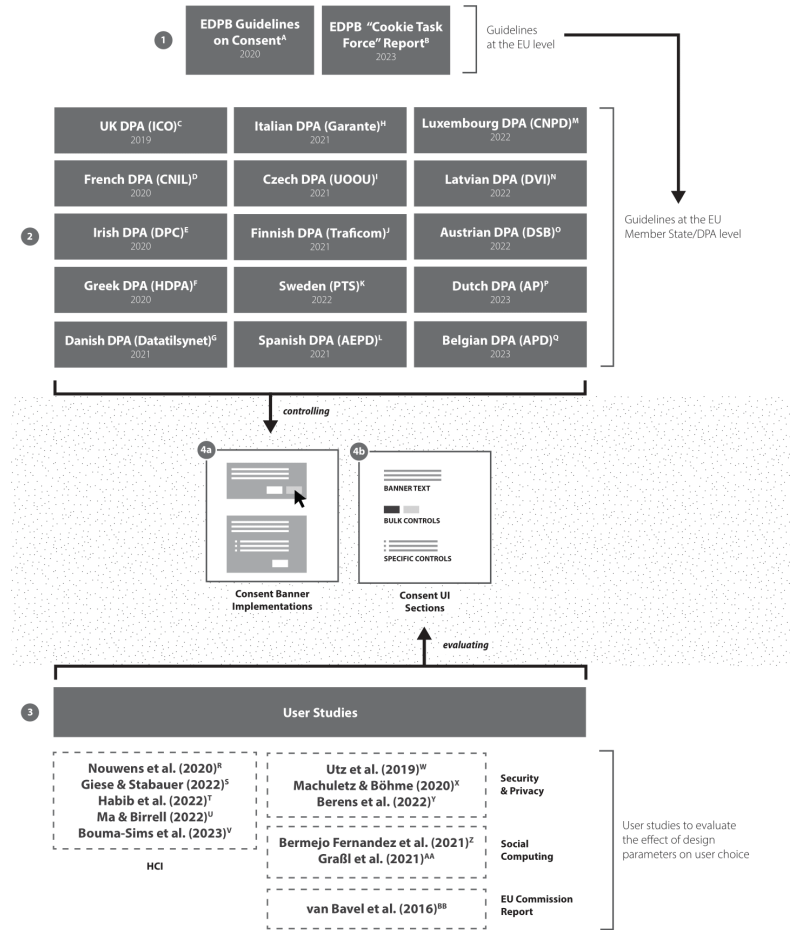 1
EDPB Guidelines
on Consentᴬ
2020
EDPB “Cookie Task
Force” Reportᴮ
2023
Guidelines
at the EU level
2
UK DPA (ICO)ᶜ
2019
Italian DPA (Garante)ᴴ
2021
Luxembourg DPA (CNPD)ᴹ
2022
French DPA (CNIL)ᴰ
2020
Czech DPA (UOOU)ᴵ
2021
Latvian DPA (DVI)ᴺ
2022
Irish DPA (DPC)ᴱ
2020
Finnish DPA (Traficom)ᴶ
2021
Austrian DPA (DSB)ᴼ
2022
Greek DPA (HDPA)ꟳ
2020
Sweden (PTS)ᴷ
2022
Dutch DPA (AP)ᴾ
2023
Danish DPA (Datatilsynet)ᴳ
2021
Spanish DPA (AEPD)ᴸ
2021
Belgian DPA (APD)Q
2023
Guidelines at the EU
Member State/DPA level
controlling
4a
4b
BANNER TEXT
BULK CONTROLS
SPECIFIC CONTROLS
Consent Banner
Implementations
Consent UI
Sections
evaluating
3
User Studies
Nouwens et al. (2020)ᴿ
Giese & Stabauer (2022)S
Habib et al. (2022)ᵀ
Ma & Birrell (2022)ᵁ
Bouma-Sims et al. (2023)ⱽ
HCI
Utz et al. (2019)ᵂ
Machuletz & Böhme (2020)X
Berens et al. (2022)Y
Security
& Privacy
Bermejo Fernandez et al. (2021)Z
Graßl et al. (2021)ᴬᴬ
Social
Computing
van Bavel et al. (2016)ᴮᴮ
EU Commission
Report
User studies to evaluate
the effect of design
parameters on user choice